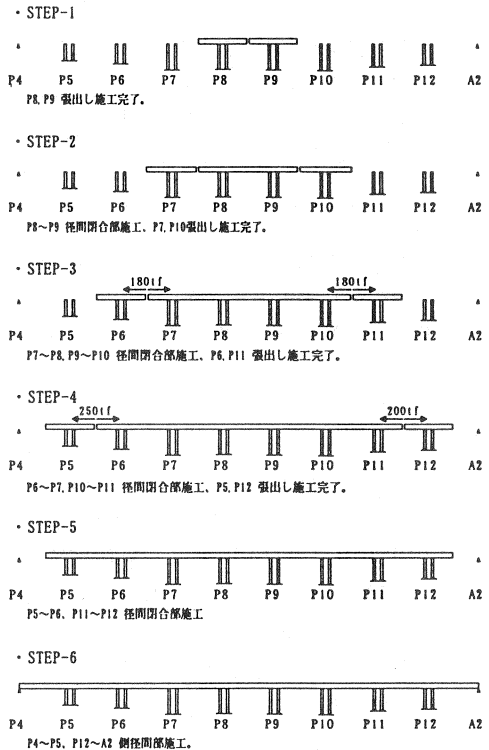 ・STEP-1
P4 P5 P6 P7 P8 P9 P10 P11 P12 A2
P8,P9 張出し施工完了。
・STEP-2
P4 P5 P6 P7 P8 P9 P10 P11 P12 A2
P8～P9 径間閉合部施工、P7,P10張出し施工完了。
・STEP-3
180tf 180tf
P4 P5 P6 P7 P8 P9 P10 P11 P12 A2
P7～P8,P9～P10 径間閉合部施工、P6,P11 張出し施工完了。
・STEP-4
250tf 200tf
P4 P5 P6 P7 P8 P9 P10 P11 P12 A2
P6～P7,P10～P11 径間閉合部施工、P5,P12 張出し施工完了。
・STEP-5
P4 P5 P6 P7 P8 P9 P10 P11 P12 A2
P5～P6、P11～P12 径間閉合部施工
・STEP-6
P4 P5 P6 P7 P8 P9 P10 P11 P12 A2
P4～P5、P12～A2 側径間部施工。